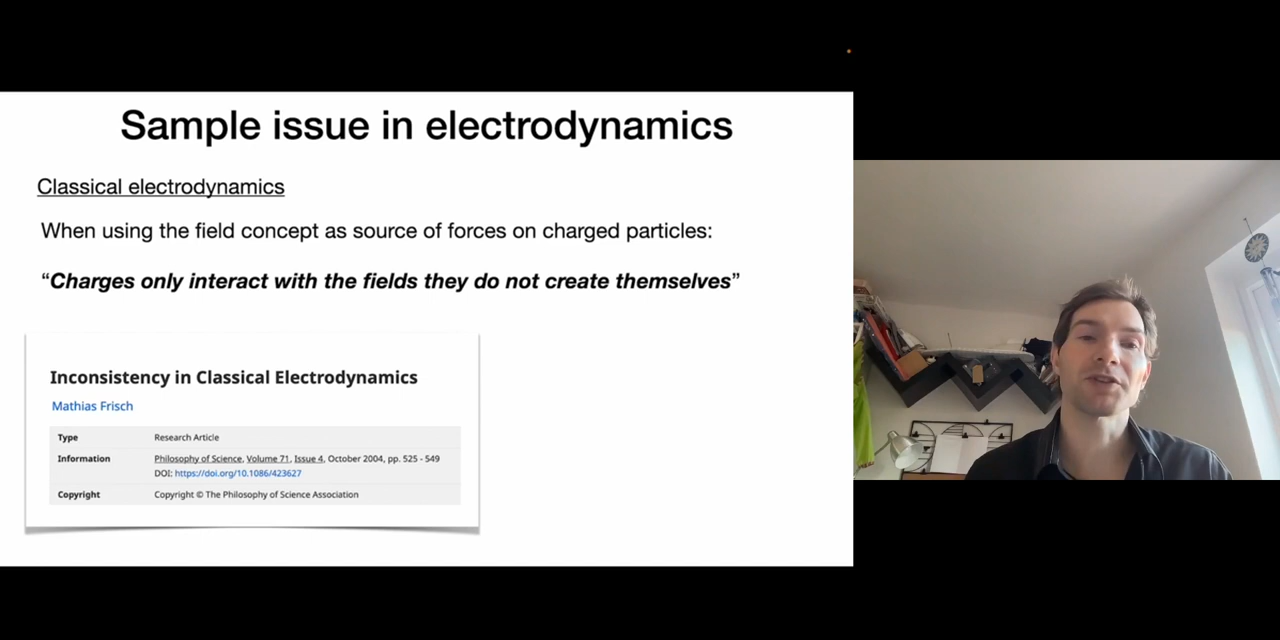 Sample issue in electrodynamics
Classical electrodynamics
When using the field concept as source of forces on charged particles:
“Charges only interact with the fields they do not create themselves”
Inconsistency in Classical Electrodynamics
Mathias Frisch
Type Research Article
Information Philosophy of Science, Volume 71, Issue 4, October 2004, pp. 525 - 549
DOI: https://doi.org/10.1086/423627
Copyright Copyright © The Philosophy of Science Association